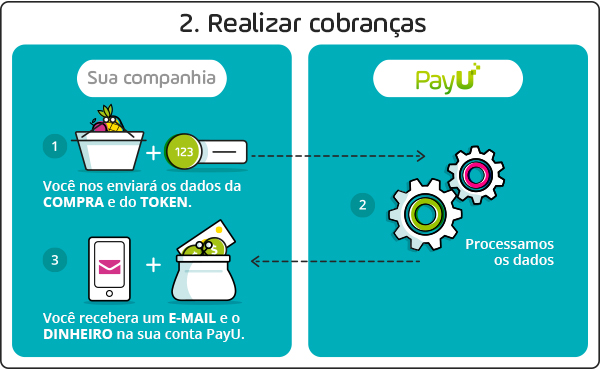 2. Realizar cobranças
Sua companhia
PayU
1
123
Você nos enviará os dados da
COMPRA e do TOKEN.
2
Processamos
os dados
3
$
Você recebera um E-MAIL e o
DINHEIRO na sua conta PayU.